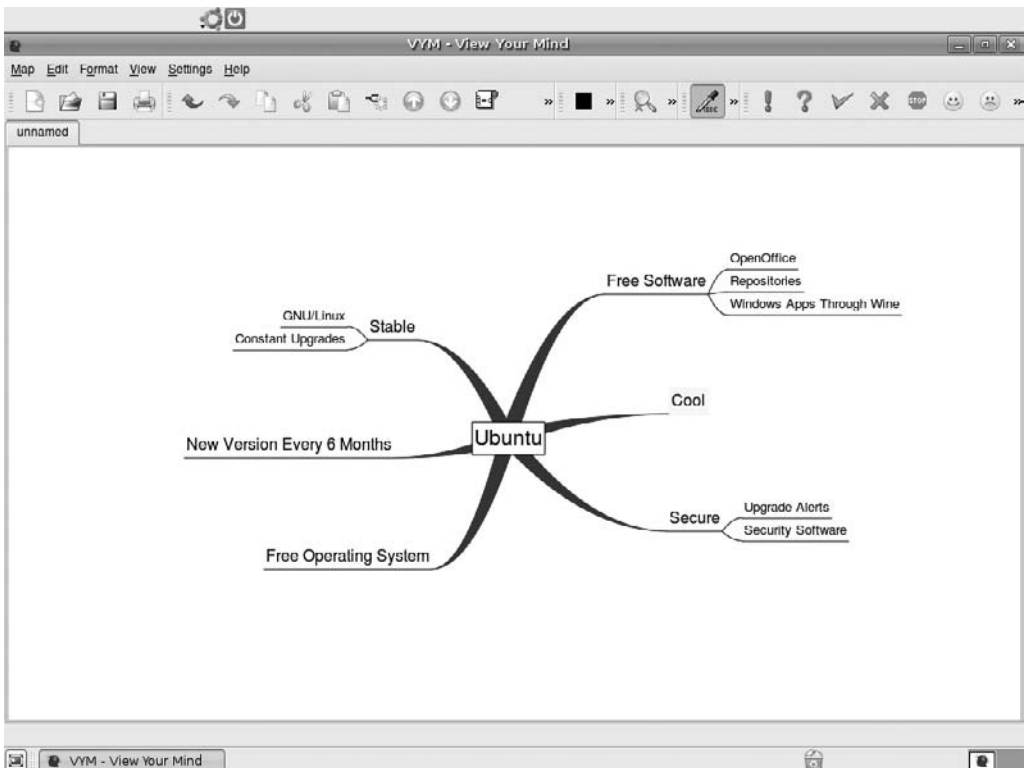 VYM - View Your Mind
Map Edit Format View Settings Help
SEC
STOP
unnamed
OpenOffice
Free Software
Repositories
Windows Apps Through Wine
GNU/Linux
Stable
Constant Upgrades
Cool
Ubuntu
New Version Every 6 Months
Upgrade Alerts
Secure
Security Software
Free Operating System
VYM - View Your Mind